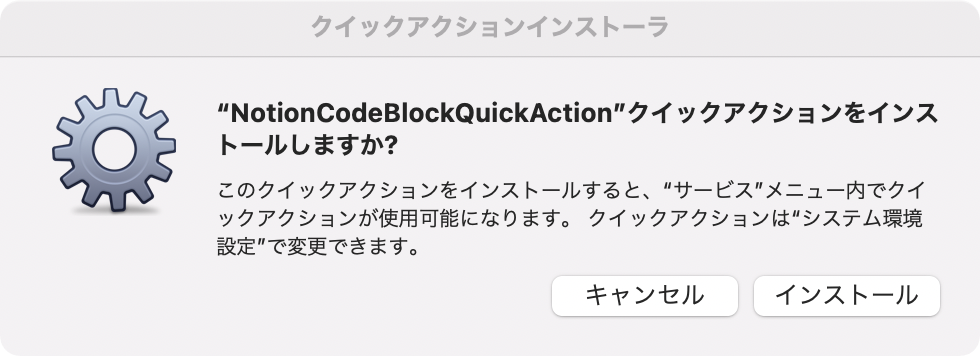 クイックアクションインストーラ
“NotionCodeBlockQuickAction”クイックアクションをインス
トールしますか?
このクイックアクションをインストールすると、“サービス”メニュー内でクイ
ックアクションが使用可能になります。 クイックアクションは“システム環境
設定”で変更できます。
キャンセル
インストール